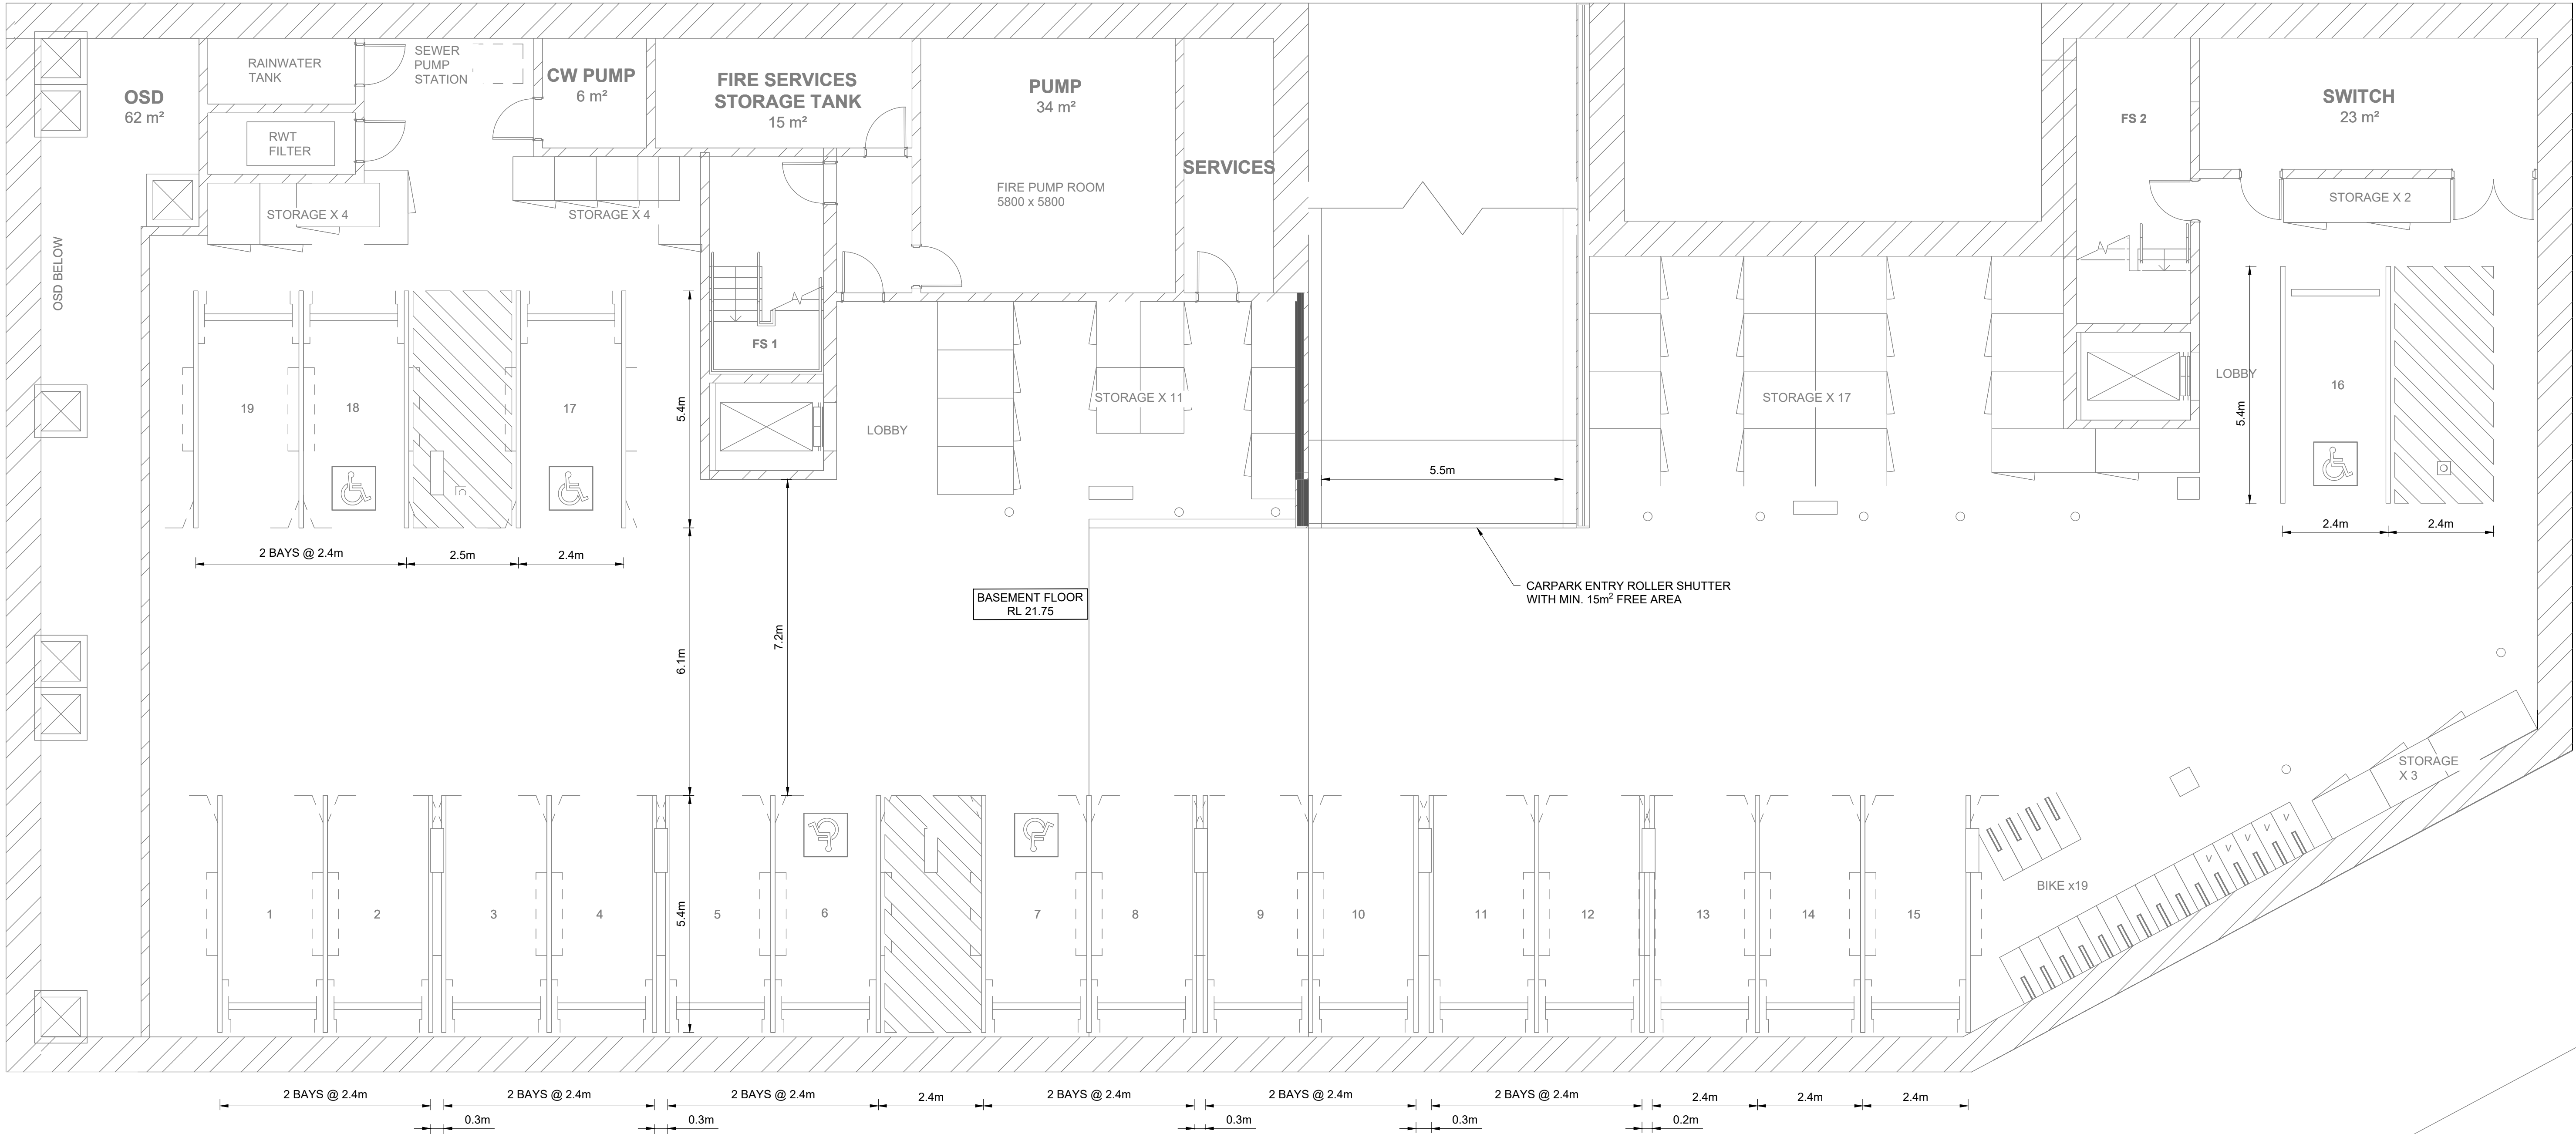 RAINWATER
TANK
SEWER
PUMP
STATION
OSD
62 m²
CW PUMP
6 m²
FIRE SERVICES
STORAGE TANK
15 m²
PUMP
34 m²
SERVICES
FS 2
SWITCH
23 m²
RWT
FILTER
FIRE PUMP ROOM
5800 x 5800
STORAGE X 4
STORAGE X 4
STORAGE X 2
OSD BELOW
FS 1
LOBBY
STORAGE X 11
STORAGE X 17
LOBBY
19
18
17
16
5.4m
5.4m
5.5m
2 BAYS @ 2.4m
2.5m
2.4m
2.4m
2.4m
BASEMENT FLOOR
RL 21.75
CARPARK ENTRY ROLLER SHUTTER
WITH MIN. 15m² FREE AREA
6.1m
7.2m
STORAGE
X 3
BIKE x19
5.4m
1
2
3
4
5
6
7
8
9
10
11
12
13
14
15
2 BAYS @ 2.4m
2 BAYS @ 2.4m
2 BAYS @ 2.4m
2.4m
2 BAYS @ 2.4m
2 BAYS @ 2.4m
2 BAYS @ 2.4m
2.4m
2.4m
2.4m
0.3m
0.3m
0.3m
0.3m
0.2m